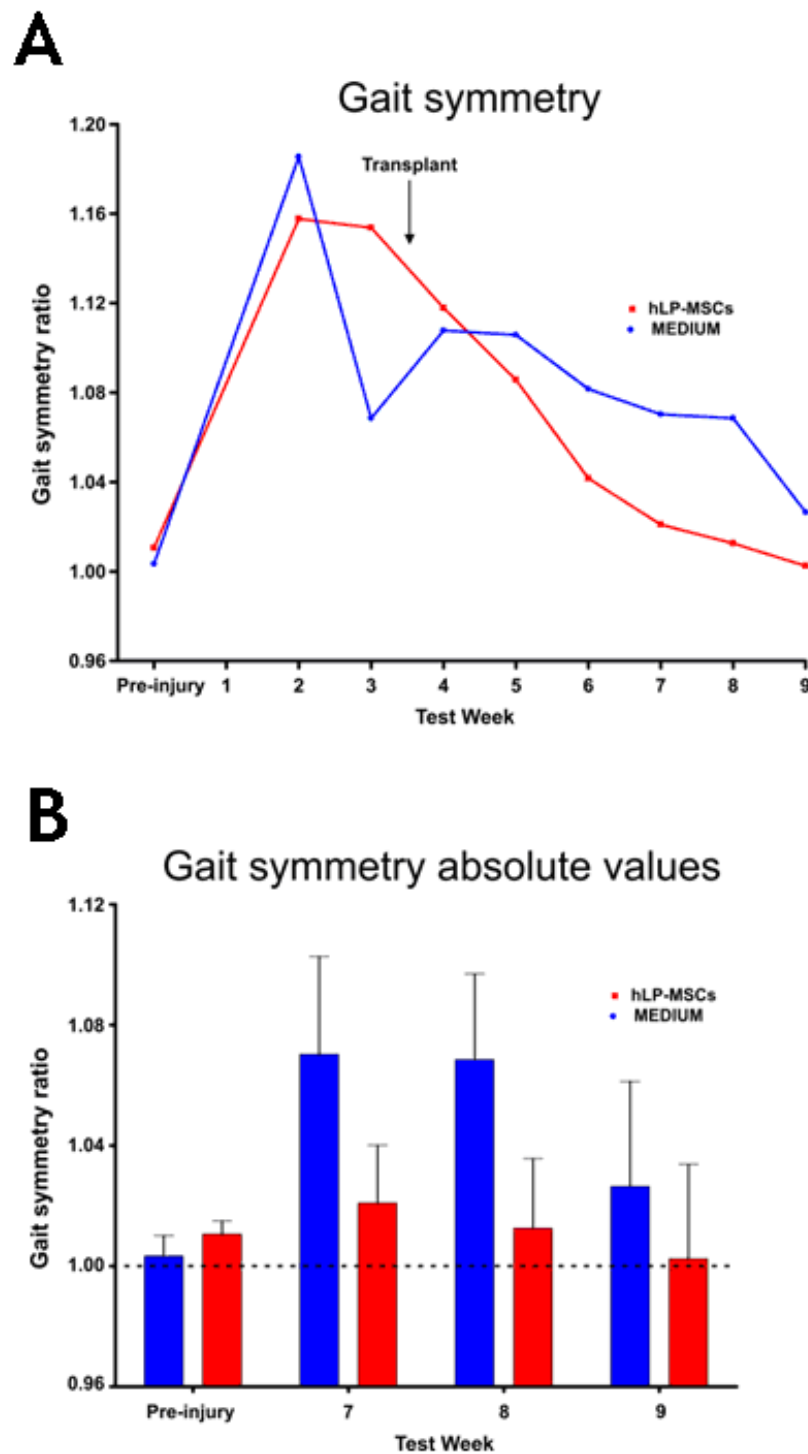 A
Gait symmetry
1.20
1.16
1.12
1.08
1.04
1.00
0.96
Gait symmetry ratio
Transplant
hLP-MSCs
MEDIUM
Pre-injury 1 2 3 4 5 6 7 8 9
Test Week
B
Gait symmetry absolute values
1.12
1.08
1.04
1.00
0.96
Gait symmetry ratio
hLP-MSCs
MEDIUM
Pre-injury 7 8 9
Test Week